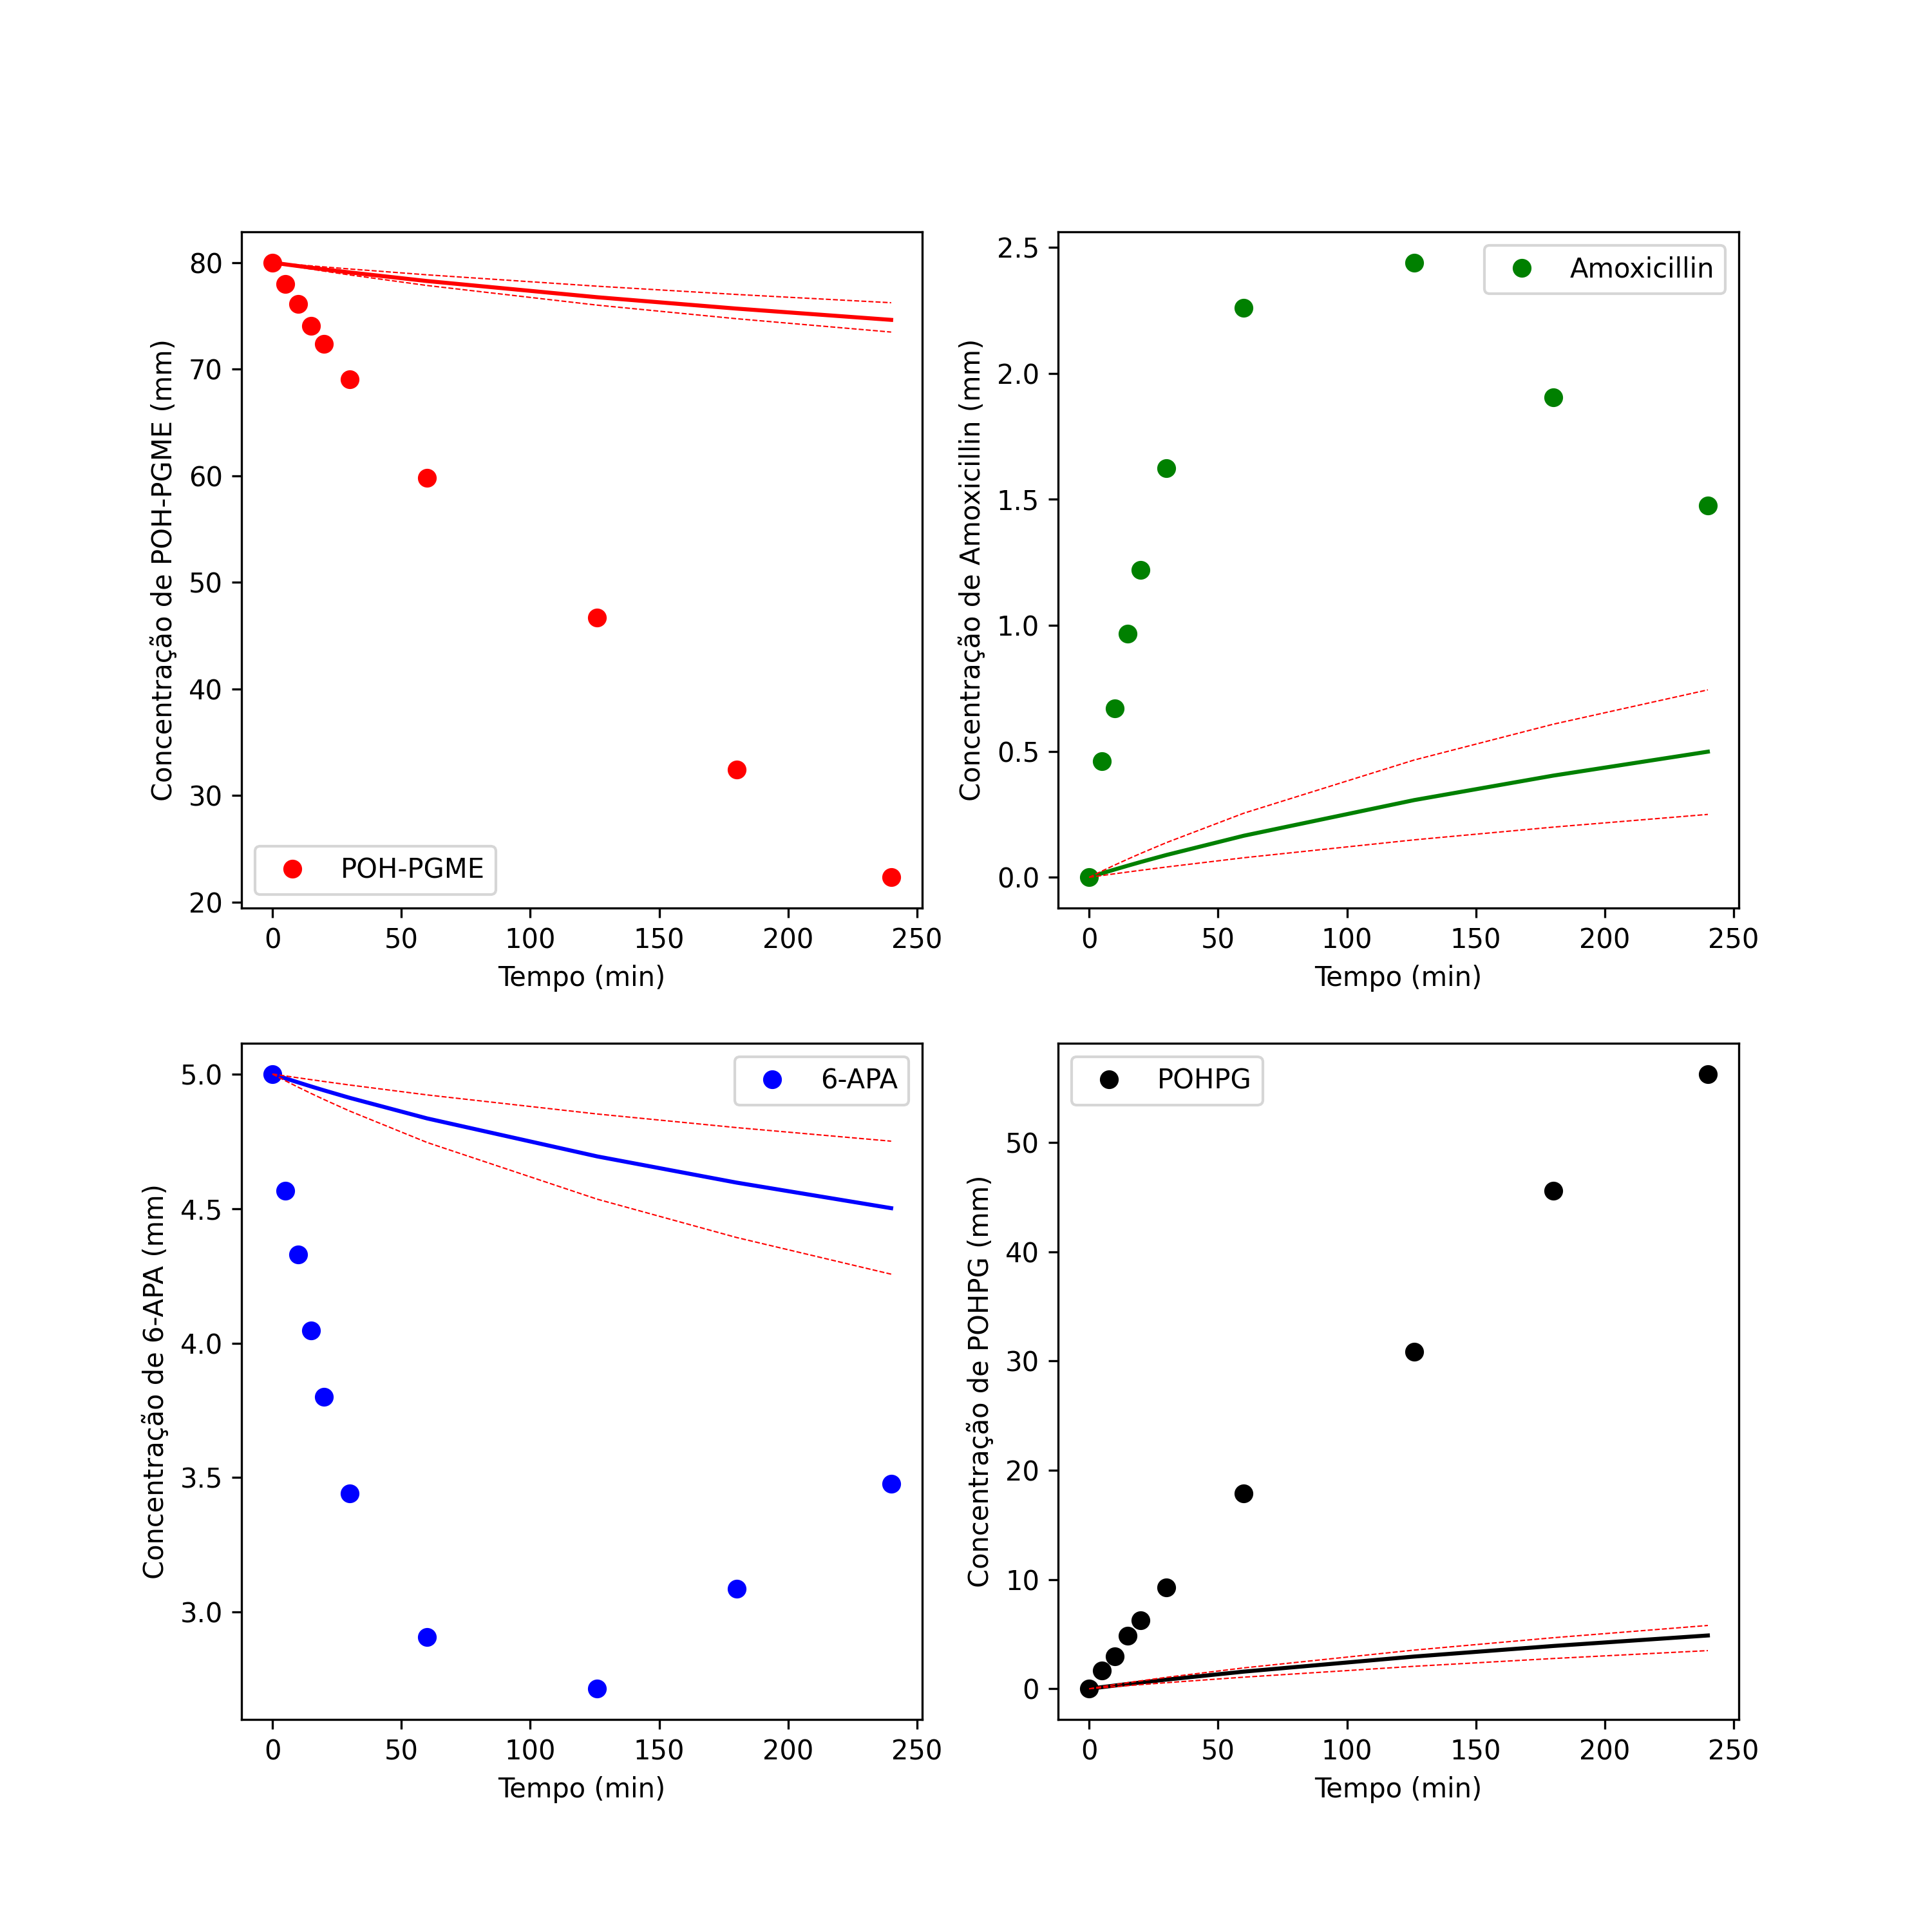 Concentração de POH-PGME (mm)
80
70
60
50
40
30
20
POH-PGME
0 50 100 150 200 250
Tempo (min)
Concentração de Amoxicillin (mm)
2.5
2.0
1.5
1.0
0.5
0.0
Amoxicillin
0 50 100 150 200 250
Tempo (min)
Concentração de 6-APA (mm)
5.0
4.5
4.0
3.5
3.0
6-APA
0 50 100 150 200 250
Tempo (min)
Concentração de POHPG (mm)
50
40
30
20
10
0
POHPG
0 50 100 150 200 250
Tempo (min)